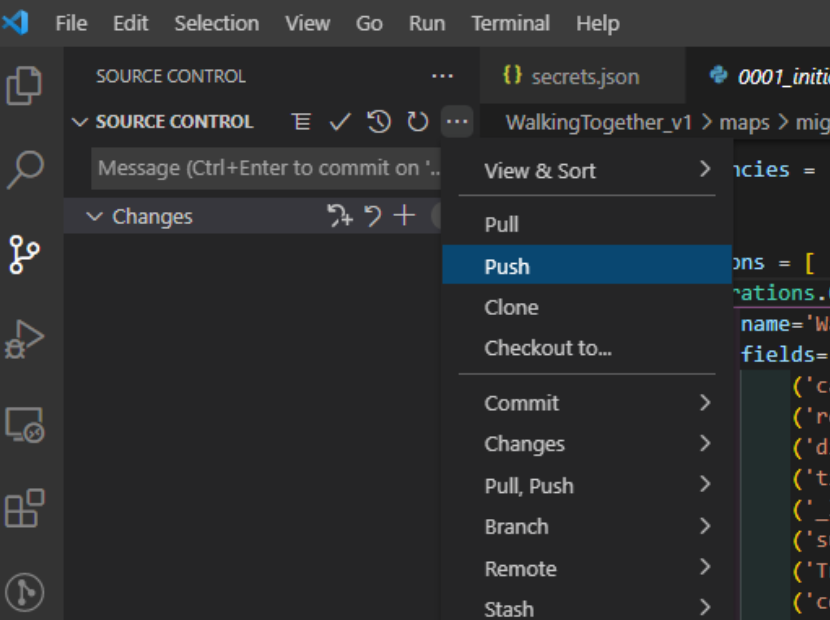 File Edit Selection View Go Run Terminal Help
SOURCE CONTROL ...
{} secrets.json 0001_initi
SOURCE CONTROL ...
WalkingTogether_v1 > maps > mig
Message (Ctrl+Enter to commit on '...
Changes
View & Sort
Pull
Push
Clone
Checkout to...
Commit
Changes
Pull, Push
Branch
Remote
Stash
ncies =
ons = [
rations.
name='W
fields=
('c
('r
('d
('t
('_
('s
('T
('c